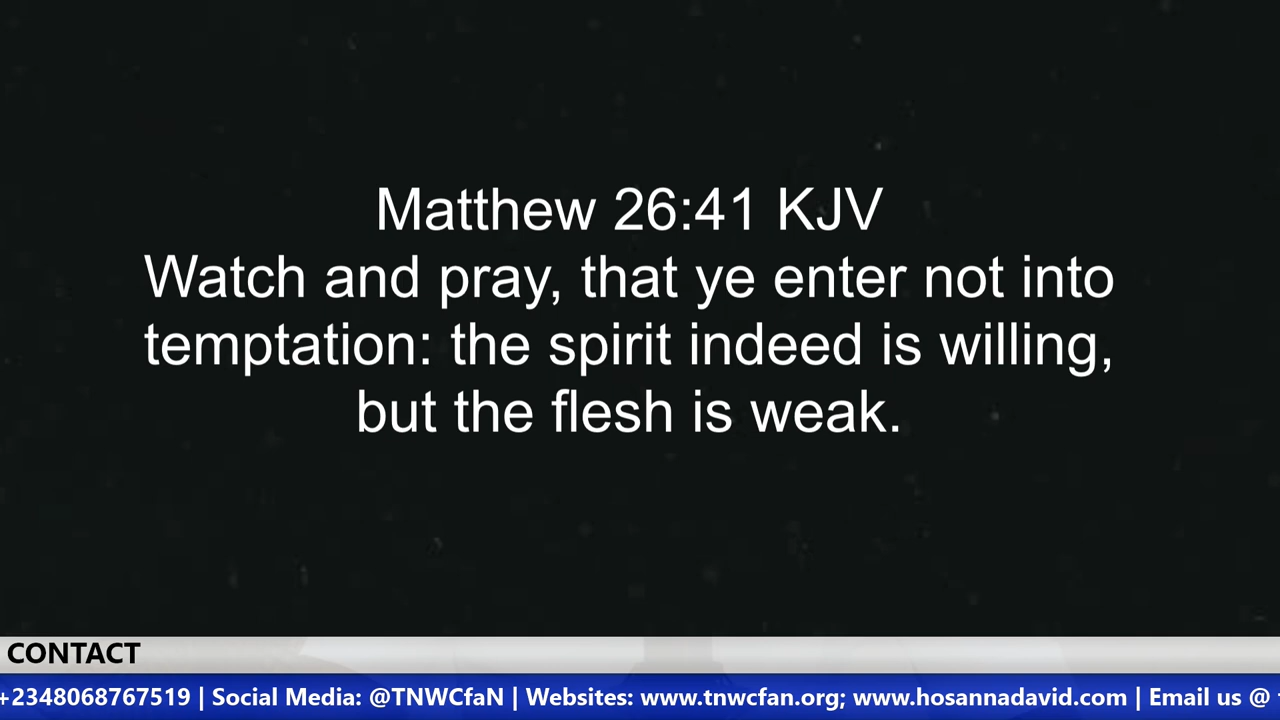 Matthew 26:41 KJV
Watch and pray, that ye enter not into
temptation: the spirit indeed is willing,
but the flesh is weak.
CONTACT
+2348068767519 | Social Media: @TNWCfaN | Websites: www.tnwcfan.org; www.hosannadavid.com | Email us @